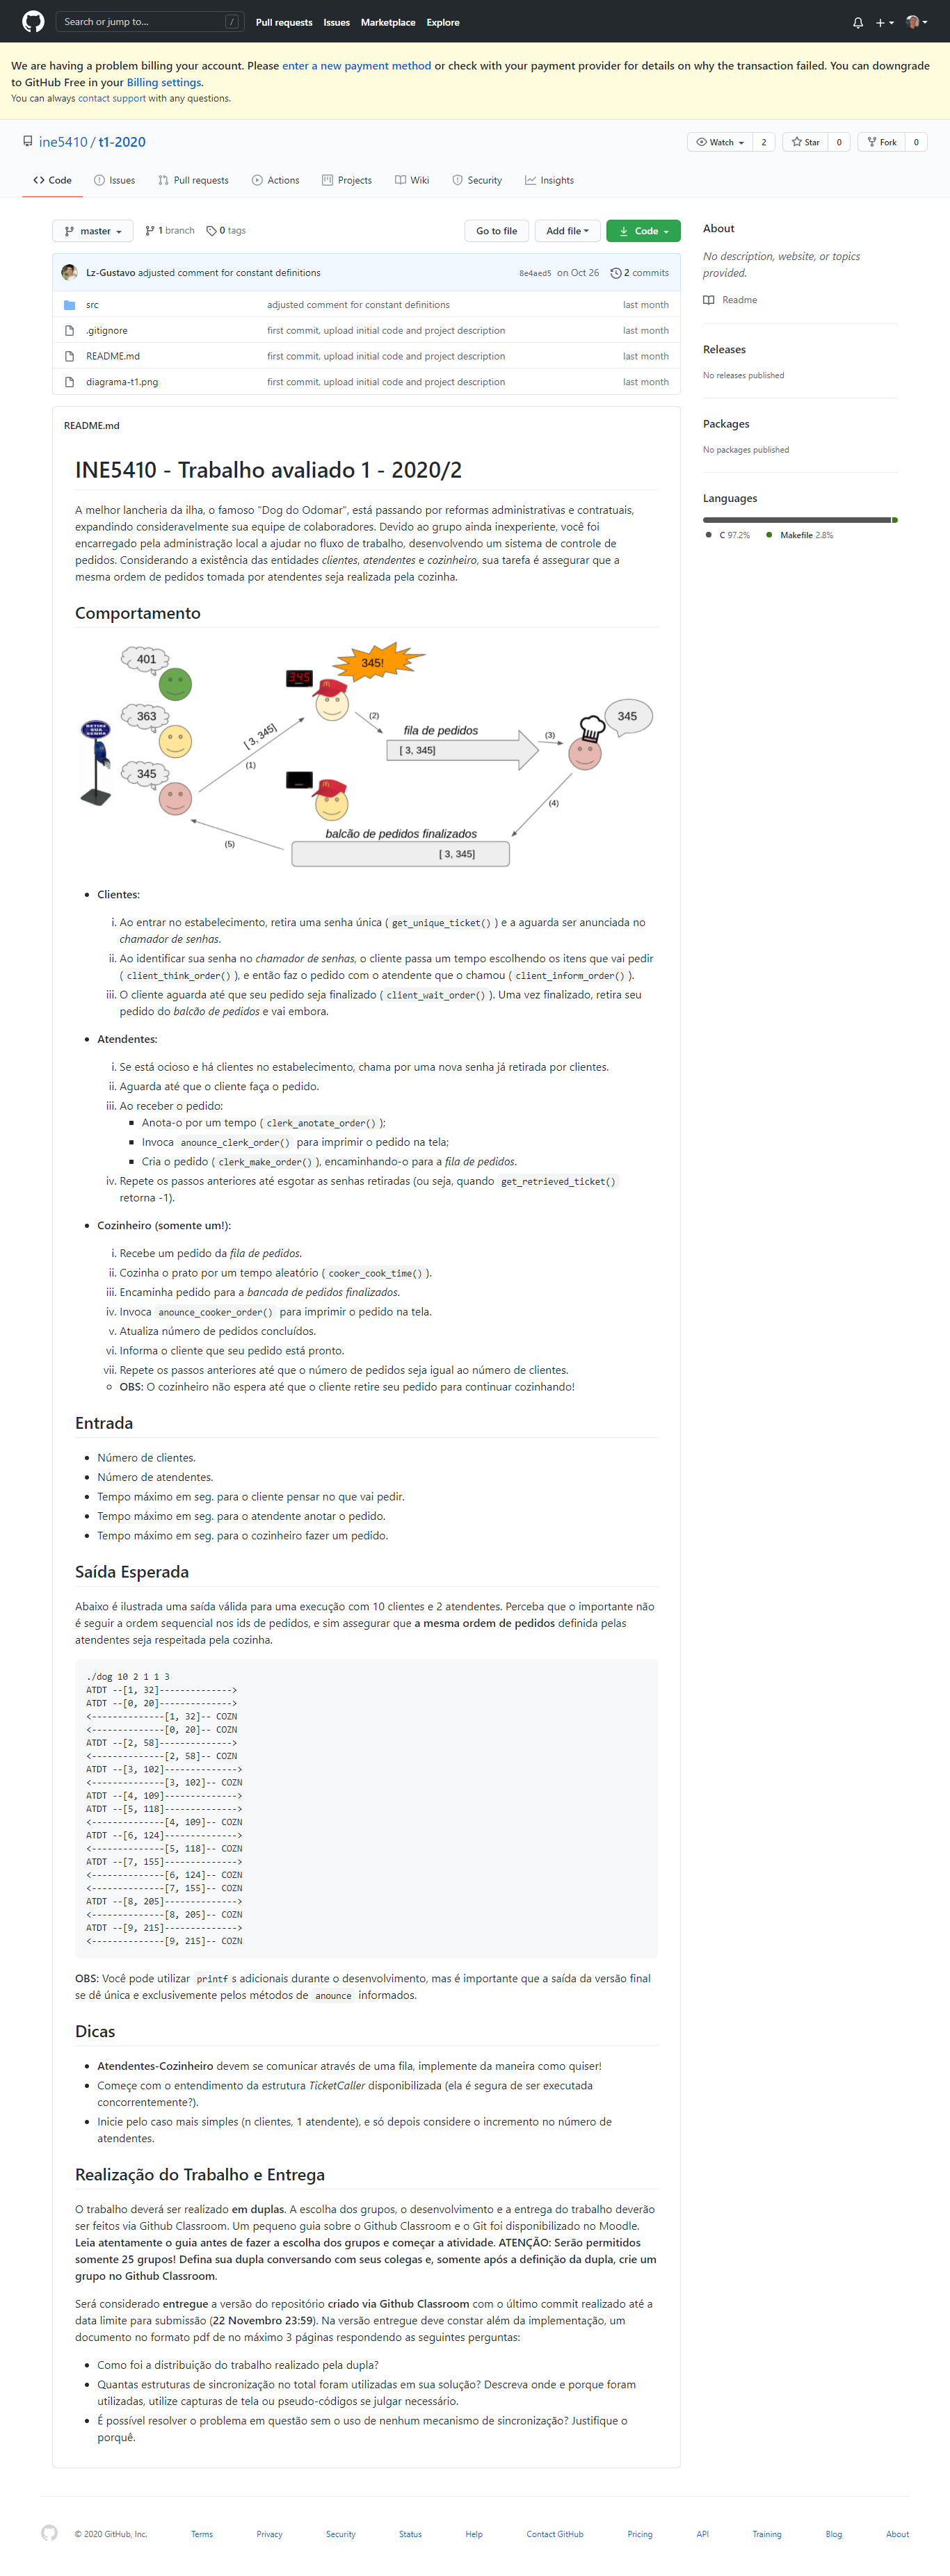 Search or jump to... / Pull requests Issues Marketplace Explore
We are having a problem billing your account. Please enter a new payment method or check with your payment provider for details on why the transaction failed. You can downgrade
to GitHub Free in your Billing settings.
You can always contact support with any questions.
ine5410 / t1-2020 Watch 2 Star 0 Fork 0
Code Issues Pull requests Actions Projects Wiki Security Insights
master 1 branch 0 tags Go to file Add file Code
Lz-Gustavo adjusted comment for constant definitions 8e4aed5 on Oct 26 2 commits
src adjusted comment for constant definitions last month
.gitignore first commit, upload initial code and project description last month
README.md first commit, upload initial code and project description last month
diagrama-t1.png first commit, upload initial code and project description last month
About
No description, website, or topics
provided.
Readme
Releases
No releases published
Packages
No packages published
Languages
C 97.2% Makefile 2.8%
README.md
INE5410 - Trabalho avaliado 1 - 2020/2
A melhor lancheria da ilha, o famoso "Dog do Odomar", está passando por reformas administrativas e contratuais,
expandindo consideravelmente sua equipe de colaboradores. Devido ao grupo ainda inexperiente, você foi
encarregado pela administração local a ajudar no fluxo de trabalho, desenvolvendo um sistema de controle de
pedidos. Considerando a existência das entidades clientes, atendentes e cozinheiro, sua tarefa é assegurar que a
mesma ordem de pedidos tomada por atendentes seja realizada pela cozinha.
Comportamento
401
363
345
RETIRE SUA SENHA
[ 3, 345]
(1)
345
345!
(2)
fila de pedidos
[ 3, 345]
(3)
345
(4)
balcão de pedidos finalizados
[ 3, 345]
(5)
• Clientes:
i. Ao entrar no estabelecimento, retira uma senha única ( get_unique_ticket() ) e a aguarda ser anunciada no
chamador de senhas.
ii. Ao identificar sua senha no chamador de senhas, o cliente passa um tempo escolhendo os itens que vai pedir
( client_think_order() ), e então faz o pedido com o atendente que o chamou ( client_inform_order() ).
iii. O cliente aguarda até que seu pedido seja finalizado ( client_wait_order() ). Uma vez finalizado, retira seu
pedido do balcão de pedidos e vai embora.
• Atendentes:
i. Se está ocioso e há clientes no estabelecimento, chama por uma nova senha já retirada por clientes.
ii. Aguarda até que o cliente faça o pedido.
iii. Ao receber o pedido:
▪ Anota-o por um tempo ( clerk_anotate_order() );
▪ Invoca anounce_clerk_order() para imprimir o pedido na tela;
▪ Cria o pedido ( clerk_make_order() ), encaminhando-o para a fila de pedidos.
iv. Repete os passos anteriores até esgotar as senhas retiradas (ou seja, quando get_retrieved_ticket()
retorna -1).
• Cozinheiro (somente um!):
i. Recebe um pedido da fila de pedidos.
ii. Cozinha o prato por um tempo aleatório ( cooker_cook_time() ).
iii. Encaminha pedido para a bancada de pedidos finalizados.
iv. Invoca anounce_cooker_order() para imprimir o pedido na tela.
v. Atualiza número de pedidos concluídos.
vi. Informa o cliente que seu pedido está pronto.
vii. Repete os passos anteriores até que o número de pedidos seja igual ao número de clientes.
○ OBS: O cozinheiro não espera até que o cliente retire seu pedido para continuar cozinhando!
Entrada
• Número de clientes.
• Número de atendentes.
• Tempo máximo em seg. para o cliente pensar no que vai pedir.
• Tempo máximo em seg. para o atendente anotar o pedido.
• Tempo máximo em seg. para o cozinheiro fazer um pedido.
Saída Esperada
Abaixo é ilustrada uma saída válida para uma execução com 10 clientes e 2 atendentes. Perceba que o importante não
é seguir a ordem sequencial nos ids de pedidos, e sim assegurar que a mesma ordem de pedidos definida pelas
atendentes seja respeitada pela cozinha.
./dog 10 2 1 1 3
ATDT --[1, 32]-------------->
ATDT --[0, 20]-------------->
<--------------[1, 32]-- COZN
<--------------[0, 20]-- COZN
ATDT --[2, 58]-------------->
<--------------[2, 58]-- COZN
ATDT --[3, 102]-------------->
<--------------[3, 102]-- COZN
ATDT --[4, 109]-------------->
ATDT --[5, 118]-------------->
<--------------[4, 109]-- COZN
ATDT --[6, 124]-------------->
<--------------[5, 118]-- COZN
ATDT --[7, 155]-------------->
<--------------[6, 124]-- COZN
<--------------[7, 155]-- COZN
ATDT --[8, 205]-------------->
<--------------[8, 205]-- COZN
ATDT --[9, 215]-------------->
<--------------[9, 215]-- COZN
OBS: Você pode utilizar printf s adicionais durante o desenvolvimento, mas é importante que a saída da versão final
se dê única e exclusivamente pelos métodos de anounce informados.
Dicas
• Atendentes-Cozinheiro devem se comunicar através de uma fila, implemente da maneira como quiser!
• Começe com o entendimento da estrutura TicketCaller disponibilizada (ela é segura de ser executada
concorrentemente?).
• Inicie pelo caso mais simples (n clientes, 1 atendente), e só depois considere o incremento no número de
atendentes.
Realização do Trabalho e Entrega
O trabalho deverá ser realizado em duplas. A escolha dos grupos, o desenvolvimento e a entrega do trabalho deverão
ser feitos via Github Classroom. Um pequeno guia sobre o Github Classroom e o Git foi disponibilizado no Moodle.
Leia atentamente o guia antes de fazer a escolha dos grupos e começar a atividade. ATENÇÃO: Serão permitidos
somente 25 grupos! Defina sua dupla conversando com seus colegas e, somente após a definição da dupla, crie um
grupo no Github Classroom.
Será considerado entregue a versão do repositório criado via Github Classroom com o último commit realizado até a
data limite para submissão (22 Novembro 23:59). Na versão entregue deve constar além da implementação, um
documento no formato pdf de no máximo 3 páginas respondendo as seguintes perguntas:
• Como foi a distribuição do trabalho realizado pela dupla?
• Quantas estruturas de sincronização no total foram utilizadas em sua solução? Descreva onde e porque foram
utilizadas, utilize capturas de tela ou pseudo-códigos se julgar necessário.
• É possível resolver o problema em questão sem o uso de nenhum mecanismo de sincronização? Justifique o
porquê.
© 2020 GitHub, Inc. Terms Privacy Security Status Help Contact GitHub Pricing API Training Blog About